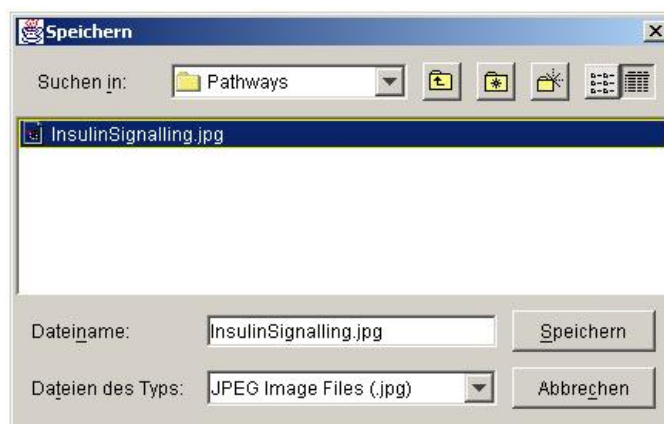 Speichern
Suchen in: Pathways
InsulinSignalling.jpg
Dateiname: InsulinSignalling.jpg Speichern
Dateien des Typs: JPEG Image Files (.jpg) Abbrechen